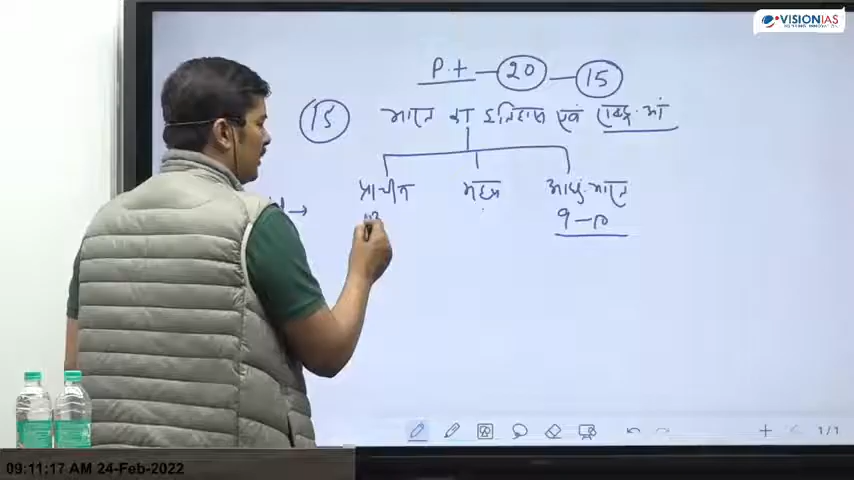 VISIONIAS
P.t — 20 — 15
15 भारत का इतिहास एवं राष्ट्र. आं
प्राचीन मध्य आधु. भारत
9-10
1/1
09:11:17 AM 24-Feb-2022